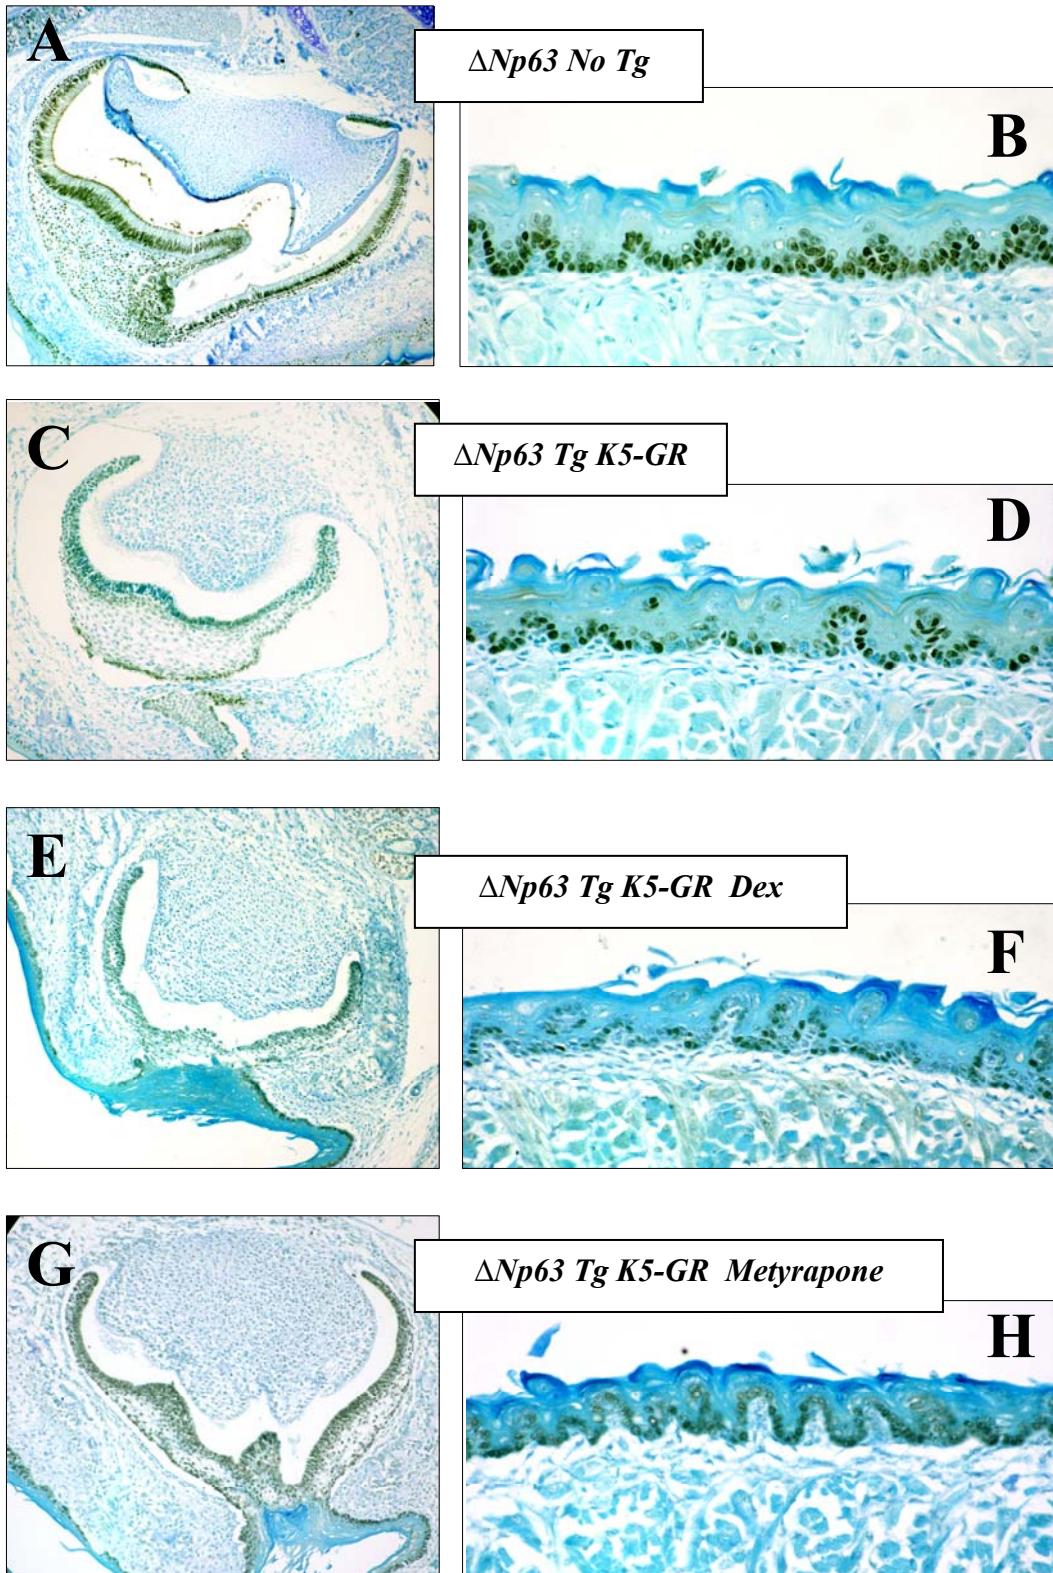 A
ΔNp63 No Tg
B
C
ΔNp63 Tg K5-GR
D
E
ΔNp63 Tg K5-GR Dex
F
G
ΔNp63 Tg K5-GR Metyrapone
H